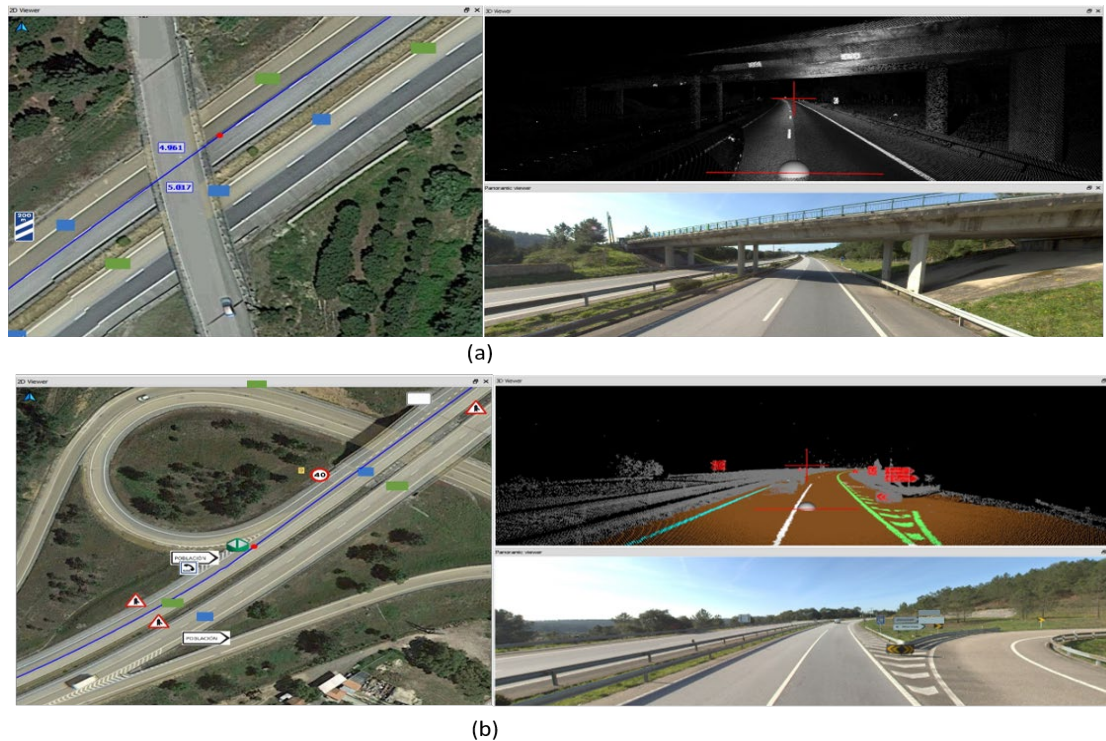 2D Viewer
3D Viewer
4.961
5.017
200
m
Panoramic viewer
(a)
2D Viewer
3D Viewer
40
POBLACIÓN
POBLACIÓN
Panoramic viewer
(b)